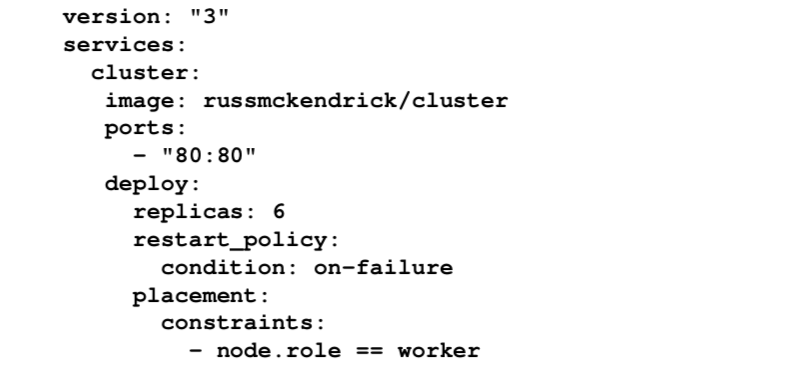 version: "3"
services:
  cluster:
   image: russmckendrick/cluster
   ports:
     - "80:80"
   deploy:
     replicas: 6
     restart_policy:
       condition: on-failure
     placement:
       constraints:
         - node.role == worker